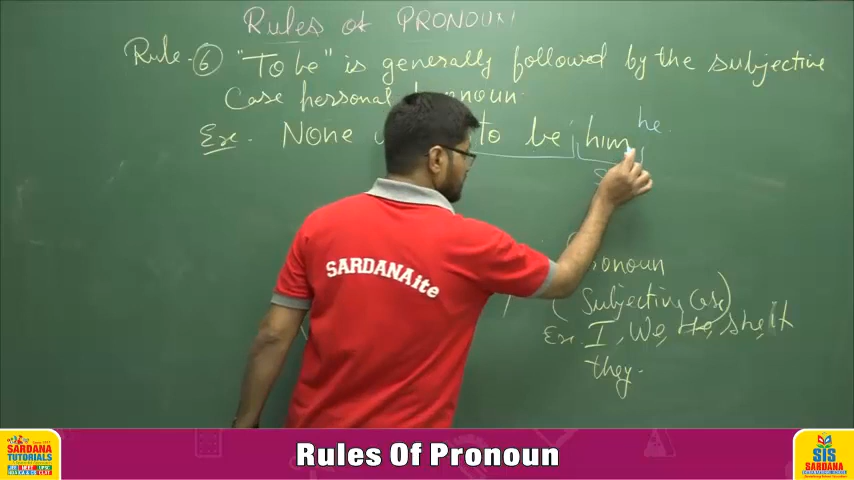 Rules of PRONOUN
Rule. 6 "To be" is generally followed by the subjective
Case personal pronoun.
he.
Ex. None to be him
SARDANAite
Pronoun
(Subjective Case)
Ex. I, We, He, she, It
they.
Rules Of Pronoun
SARDANA
TUTORIALS
SIS
SARDANA
INTERNATIONAL SCHOOL